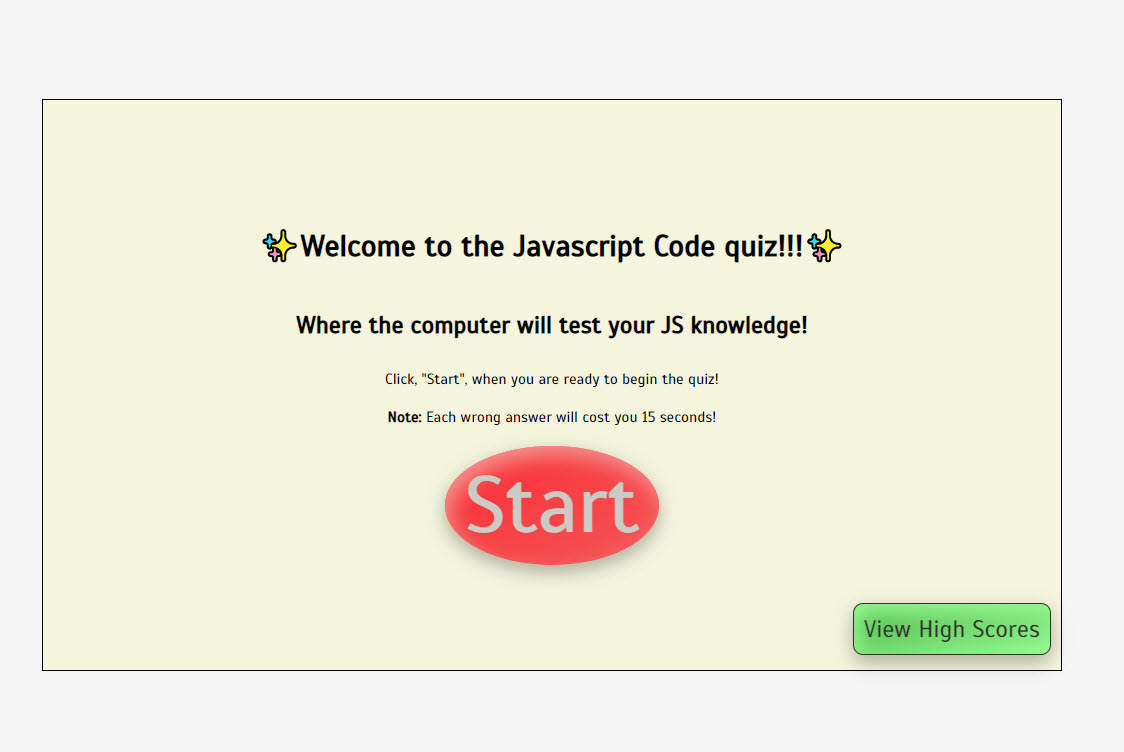 ✨Welcome to the Javascript Code quiz!!!✨
Where the computer will test your JS knowledge!
Click, "Start", when you are ready to begin the quiz!
Note: Each wrong answer will cost you 15 seconds!
Start
View High Scores